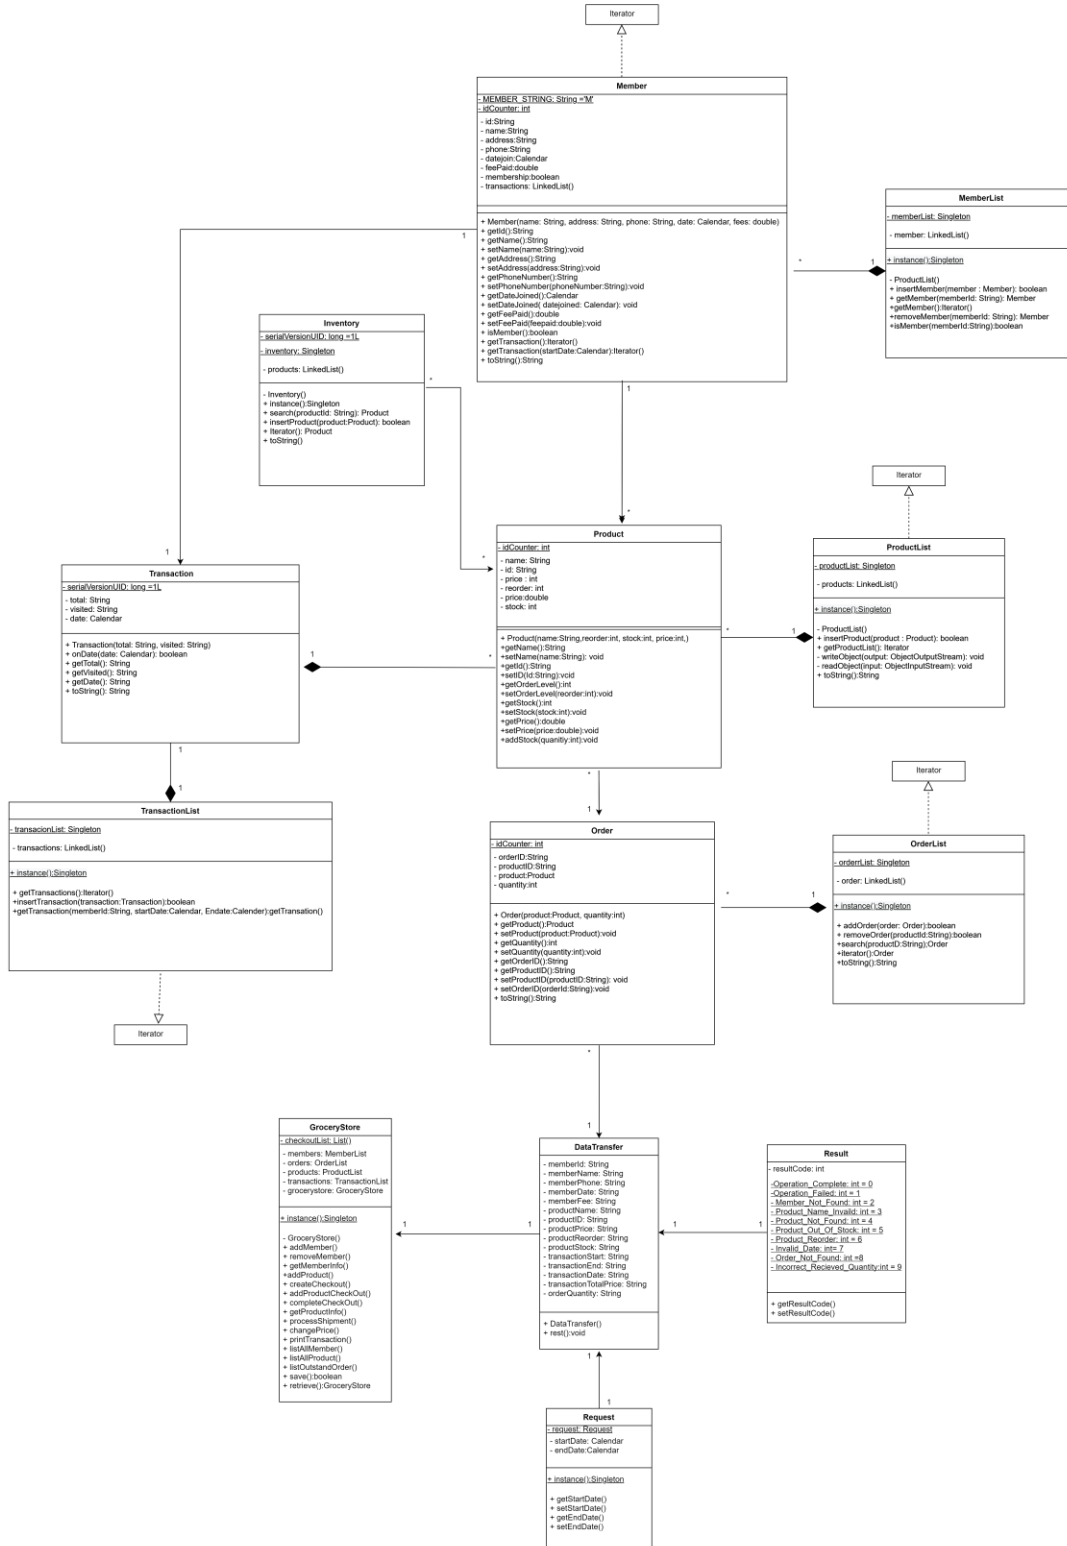 Iterator
Member
- MEMBER_STRING: String ='M'
- idCounter: int
- id:String
- name:String
- address:String
- phone:String
- datejoin:Calendar
- feePaid:double
- membership:boolean
- transactions: LinkedList()
+ Member(name: String, address: String, phone: String, date: Calendar, fees: double)
+ getId():String
+ getName():String
+ setName(name:String):void
+ getAddress():String
+ setAddress(address:String):void
+ getPhoneNumber():String
+ setPhoneNumber(phoneNumber:String):void
+ getDateJoined():Calendar
+ setDateJoined( datejoined: Calendar): void
+ getFeePaid():double
+ setFeePaid(feepaid:double):void
+ isMember():boolean
+ getTransaction():Iterator()
+ getTransaction(startDate:Calendar):Iterator()
+ toString():String
1
*
1
1
MemberList
- memberList: Singleton
- member: LinkedList()
+ instance():Singleton
- ProductList()
+ insertMember(member : Member): boolean
+ getMember(memberId: String): Member
+getMember():Iterator()
+removeMember(memberId: String): Member
+isMember(memberId:String):boolean
Inventory
- serialVersionUID: long =1L
- inventory: Singleton
- products: LinkedList()
- Inventory()
+ instance():Singleton
+ search(productId: String): Product
+ insertProduct(product:Product): boolean
+ Iterator(): Product
+ toString()
*
*
*
1
Iterator
Product
- idCounter: int
- name: String
- id: String
- price : int
- reorder: int
- price:double
- stock: int
+ Product(name:String,reorder:int, stock:int, price:int,)
+getName():String
+setName(name:String): void
+getId():String
+setID(Id:String):void
+getOrderLevel():int
+setOrderLevel(reorder:int):void
+getStock():int
+setStock(stock:int):void
+getPrice():double
+setPrice(price:double):void
+addStock(quanitiy:int):void
*
1
ProductList
- productList: Singleton
- products: LinkedList()
+ instance():Singleton
- ProductList()
+ insertProduct(product : Product): boolean
+ getProductList(): Iterator
- writeObject(output: ObjectOutputStream): void
- readObject(input: ObjectInputStream): void
+ toString():String
Transaction
- serialVersionUID: long =1L
- total: String
- visited: String
- date: Calendar
+ Transaction(total: String, visited: String)
+ onDate(date: Calendar): boolean
+ getTotal(): String
+ getVisited(): String
+ getDate(): String
+ toString(): String
1
*
1
1
TransactionList
- transacionList: Singleton
- transactions: LinkedList()
+ instance():Singleton
+ getTransactions():Iterator()
+insertTransaction(transaction:Transaction):boolean
+getTransaction(memberId:String, startDate:Calendar, Endate:Calender):getTransation()
Iterator
*
1
Iterator
Order
- idCounter: int
- orderID:String
- productID:String
- product:Product
- quantity:int
+ Order(product:Product, quantity:int)
+ getProduct():Product
+ setProduct(product:Product):void
+ getQuantity():int
+ setQuantity(quantity:int):void
+ getOrderID():String
+ getProductID():String
+ setProductID(productID:String): void
+ setOrderID(orderId:String):void
+ toString():String
*
1
OrderList
- orderrList: Singleton
- order: LinkedList()
+ instance():Singleton
+ addOrder(order: Order):boolean
+ removeOrder(productId:String):boolean
+search(productD:String);Order
+iterator():Order
+toString():String
*
1
GroceryStore
- checkoutList: List()
- members: MemberList
- orders: OrderList
- products: ProductList
- transactions: TransactionList
- grocerystore: GroceryStore
+ instance():Singleton
- GroceryStore()
+ addMember()
+ removeMember()
+ getMemberInfo()
+addProduct()
+ createCheckout()
+ addProductCheckOut()
+ completeCheckOut()
+ getProductInfo()
+ processShipment()
+ changePrice()
+ printTransaction()
+ listAllMember()
+ listAllProduct()
+ listOutstandOrder()
+ save():boolean
+ retrieve():GroceryStore
1
1
DataTransfer
- memberId: String
- memberName: String
- memberPhone: String
- memberDate: String
- memberFee: String
- productName: String
- productID: String
- productPrice: String
- productReorder: String
- productStock: String
- transactionStart: String
- transactionEnd: String
- transactionDate: String
- transactionTotalPrice: String
- orderQuantity: String
+ DataTransfer()
+ rest():void
1
1
Result
- resultCode: int
-Operation_Complete: int = 0
-Operation_Failed: int = 1
- Member_Not_Found: int = 2
- Product_Name_Invaild: int = 3
- Product_Not_Found: int = 4
- Product_Out_Of_Stock: int = 5
- Product_Reorder: int = 6
- Invalid_Date: int= 7
- Order_Not_Found: int =8
- Incorrect_Recieved_Quantity:int = 9
+ getResultCode()
+ setResultCode()
1
1
Request
- request: Request
- startDate: Calendar
- endDate:Calendar
+ instance():Singleton
+ getStartDate()
+ setStartDate()
+ getEndDate()
+ setEndDate()